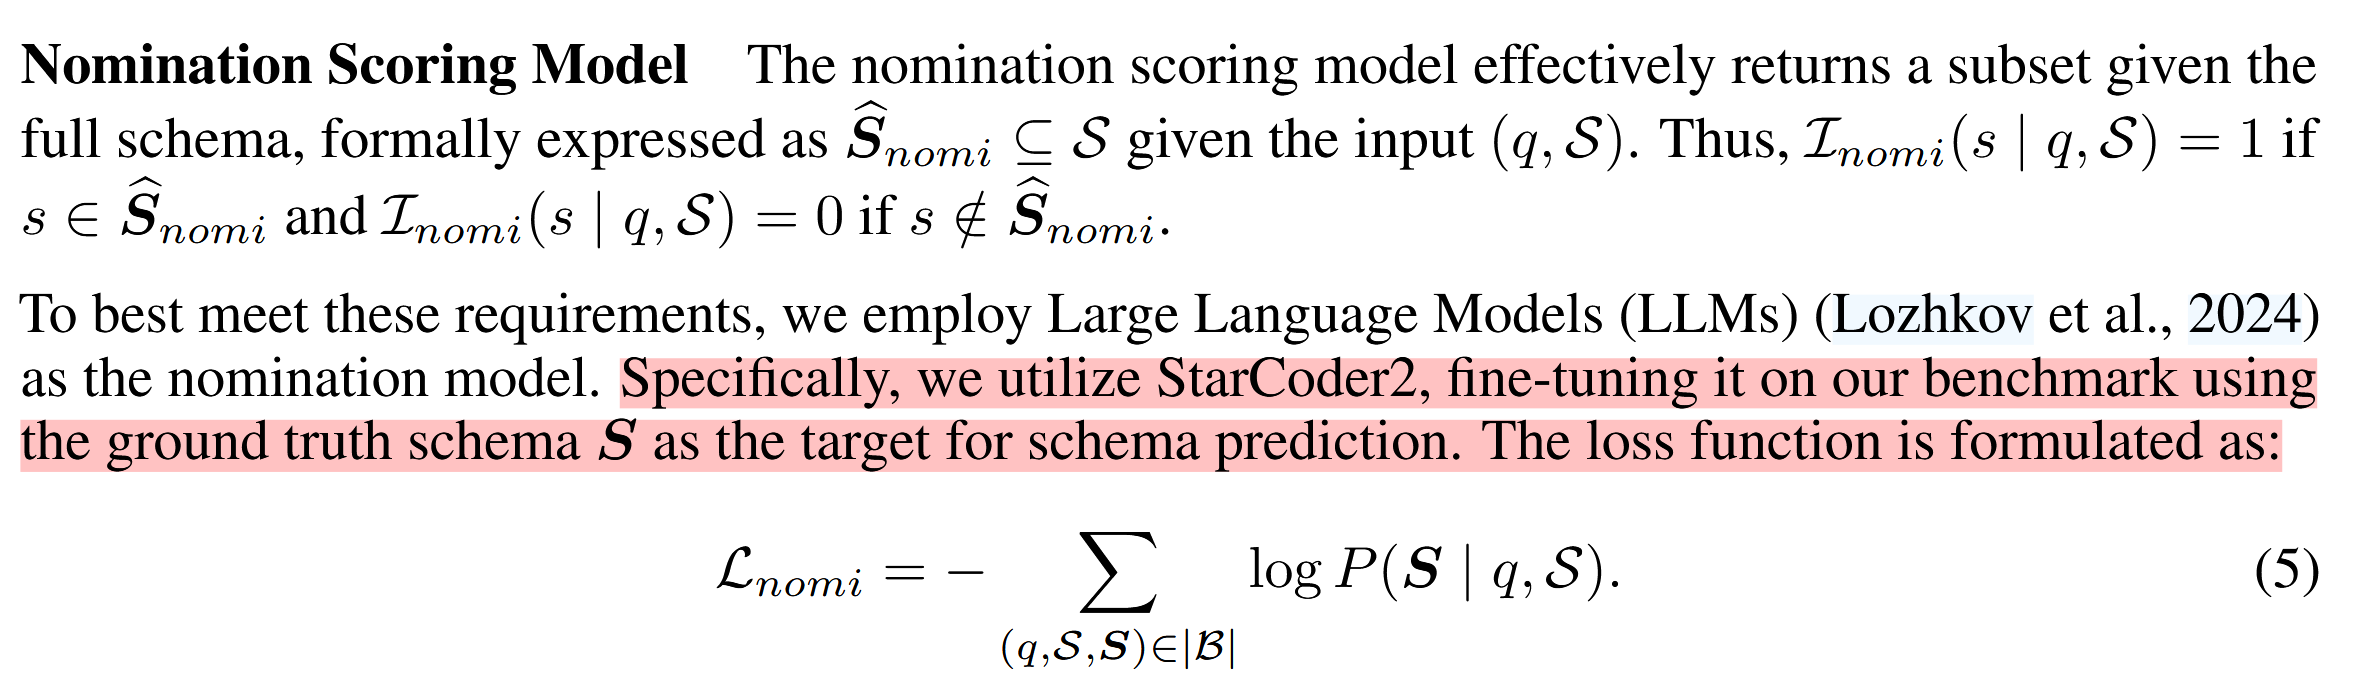 Nomination Scoring Model The nomination scoring model effectively returns a subset given the
full schema, formally expressed as $\widehat{\boldsymbol{S}}_{nomi} \subseteq \mathcal{S}$ given the input $(q, \mathcal{S})$. Thus, $\mathcal{I}_{nomi}(s \mid q, \mathcal{S}) = 1$ if
$s \in \widehat{\boldsymbol{S}}_{nomi}$ and $\mathcal{I}_{nomi}(s \mid q, \mathcal{S}) = 0$ if $s \notin \widehat{\boldsymbol{S}}_{nomi}$.
To best meet these requirements, we employ Large Language Models (LLMs) (Lozhkov et al., 2024)
as the nomination model. Specifically, we utilize StarCoder2, fine-tuning it on our benchmark using
the ground truth schema $\boldsymbol{S}$ as the target for schema prediction. The loss function is formulated as:
$\mathcal{L}_{nomi} = - \sum_{(q,\mathcal{S},\boldsymbol{S})\in|\mathcal{B}|} \log P(\boldsymbol{S} \mid q, \mathcal{S}).$ (5)